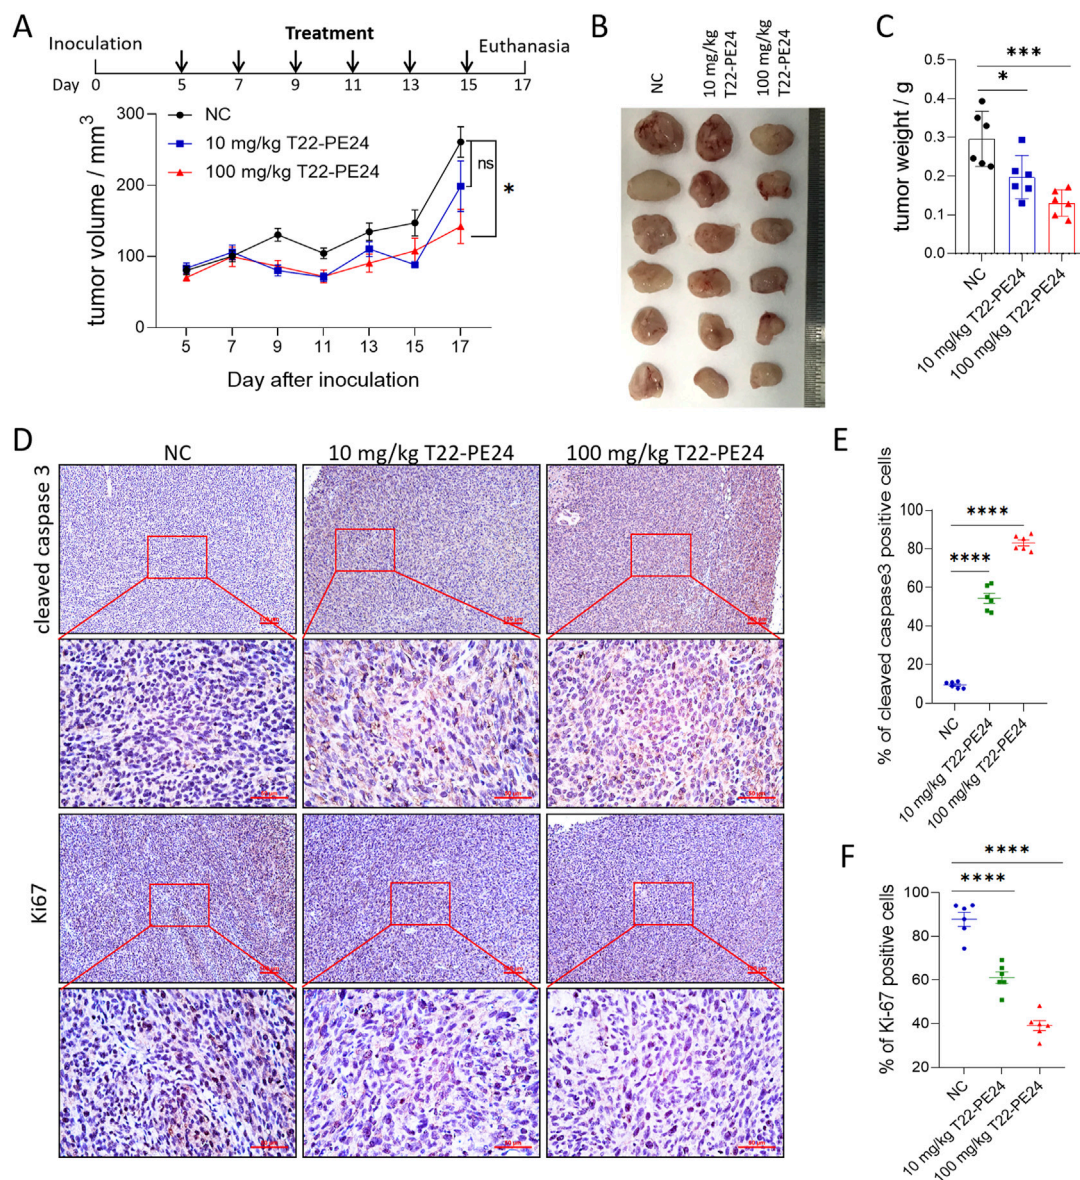 A
Inoculation
Treatment
Euthanasia
Day 0 5 7 9 11 13 15 17
tumor volume / mm³
300
200
100
0
NC
10 mg/kg T22-PE24
100 mg/kg T22-PE24
ns
*
5 7 9 11 13 15 17
Day after inoculation
B
NC
10 mg/kg
T22-PE24
100 mg/kg
T22-PE24
C
tumor weight / g
0.5
0.4
0.3
0.2
0.1
0.0
***
*
NC
10 mg/kg T22-PE24
100 mg/kg T22-PE24
D
NC 10 mg/kg T22-PE24 100 mg/kg T22-PE24
cleaved caspase 3
Ki67
E
% of cleaved caspase3 positive cells
100
80
60
40
20
0
****
****
NC
10 mg/kg T22-PE24
100 mg/kg T22-PE24
F
% of Ki-67 positive cells
100
80
60
40
20
****
****
NC
10 mg/kg T22-PE24
100 mg/kg T22-PE24